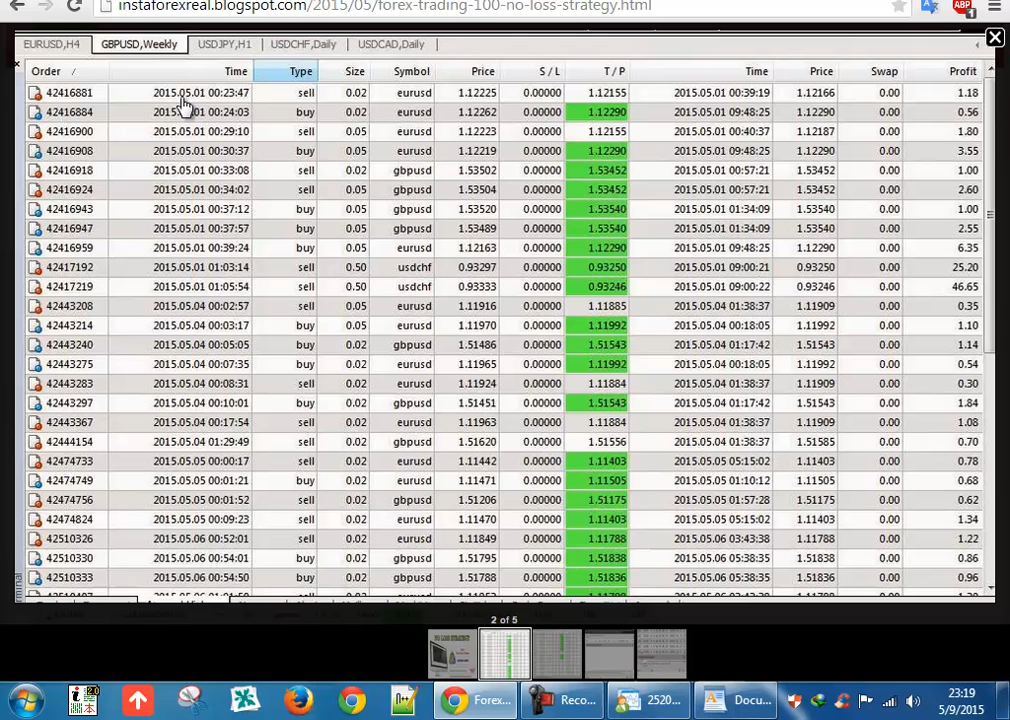 instaforexreal.blogspot.com/2015/05/forex-trading-100-no-loss-strategy.html
EURUSD,H4 GBPUSD,Weekly USDJPY,H1 USDCHF,Daily USDCAD,Daily
Order / Time Type Size Symbol Price S / L T / P Time Price Swap Profit
42416881 2015.05.01 00:23:47 sell 0.02 eurusd 1.12225 0.00000 1.12155 2015.05.01 00:39:19 1.12166 0.00 1.18
42416884 2015.05.01 00:24:03 buy 0.02 eurusd 1.12262 0.00000 1.12290 2015.05.01 09:48:25 1.12290 0.00 0.56
42416900 2015.05.01 00:29:10 sell 0.05 eurusd 1.12223 0.00000 1.12155 2015.05.01 00:40:37 1.12187 0.00 1.80
42416908 2015.05.01 00:30:37 buy 0.05 eurusd 1.12219 0.00000 1.12290 2015.05.01 09:48:25 1.12290 0.00 3.55
42416918 2015.05.01 00:33:08 sell 0.02 gbpusd 1.53502 0.00000 1.53452 2015.05.01 00:57:21 1.53452 0.00 1.00
42416924 2015.05.01 00:34:02 sell 0.05 gbpusd 1.53504 0.00000 1.53452 2015.05.01 00:57:21 1.53452 0.00 2.60
42416943 2015.05.01 00:37:12 buy 0.05 gbpusd 1.53520 0.00000 1.53540 2015.05.01 01:34:09 1.53540 0.00 1.00
42416947 2015.05.01 00:37:57 buy 0.05 gbpusd 1.53489 0.00000 1.53540 2015.05.01 01:34:09 1.53540 0.00 2.55
42416959 2015.05.01 00:39:24 buy 0.05 eurusd 1.12163 0.00000 1.12290 2015.05.01 09:48:25 1.12290 0.00 6.35
42417192 2015.05.01 01:03:14 sell 0.50 usdchf 0.93297 0.00000 0.93250 2015.05.01 09:00:21 0.93250 0.00 25.20
42417219 2015.05.01 01:05:54 sell 0.50 usdchf 0.93333 0.00000 0.93246 2015.05.01 09:00:22 0.93246 0.00 46.65
42443208 2015.05.04 00:02:57 sell 0.05 eurusd 1.11916 0.00000 1.11885 2015.05.04 01:38:37 1.11909 0.00 0.35
42443214 2015.05.04 00:03:17 buy 0.05 eurusd 1.11970 0.00000 1.11992 2015.05.04 00:18:05 1.11992 0.00 1.10
42443240 2015.05.04 00:05:05 buy 0.02 gbpusd 1.51486 0.00000 1.51543 2015.05.04 01:17:42 1.51543 0.00 1.14
42443275 2015.05.04 00:07:35 buy 0.02 eurusd 1.11965 0.00000 1.11992 2015.05.04 00:18:05 1.11992 0.00 0.54
42443283 2015.05.04 00:08:31 sell 0.02 eurusd 1.11924 0.00000 1.11884 2015.05.04 01:38:37 1.11909 0.00 0.30
42443297 2015.05.04 00:10:01 buy 0.02 gbpusd 1.51451 0.00000 1.51543 2015.05.04 01:17:42 1.51543 0.00 1.84
42443367 2015.05.04 00:17:54 sell 0.02 eurusd 1.11963 0.00000 1.11884 2015.05.04 01:38:37 1.11909 0.00 1.08
42444154 2015.05.04 01:29:49 sell 0.02 gbpusd 1.51620 0.00000 1.51556 2015.05.04 01:38:37 1.51585 0.00 0.70
42474733 2015.05.05 00:00:17 sell 0.02 eurusd 1.11442 0.00000 1.11403 2015.05.05 05:15:02 1.11403 0.00 0.78
42474749 2015.05.05 00:01:21 buy 0.02 eurusd 1.11471 0.00000 1.11505 2015.05.05 01:10:12 1.11505 0.00 0.68
42474756 2015.05.05 00:01:52 sell 0.02 gbpusd 1.51206 0.00000 1.51175 2015.05.05 01:57:28 1.51175 0.00 0.62
42474824 2015.05.05 00:09:23 sell 0.02 eurusd 1.11470 0.00000 1.11403 2015.05.05 05:15:02 1.11403 0.00 1.34
42510326 2015.05.06 00:52:01 sell 0.02 eurusd 1.11849 0.00000 1.11788 2015.05.06 03:43:38 1.11788 0.00 1.22
42510330 2015.05.06 00:54:01 buy 0.02 gbpusd 1.51795 0.00000 1.51838 2015.05.06 05:38:35 1.51838 0.00 0.86
42510333 2015.05.06 00:54:50 buy 0.02 gbpusd 1.51788 0.00000 1.51836 2015.05.06 05:38:35 1.51836 0.00 0.96
2 of 5
Forex... Reco... 2520... Docu...
23:19
5/9/2015